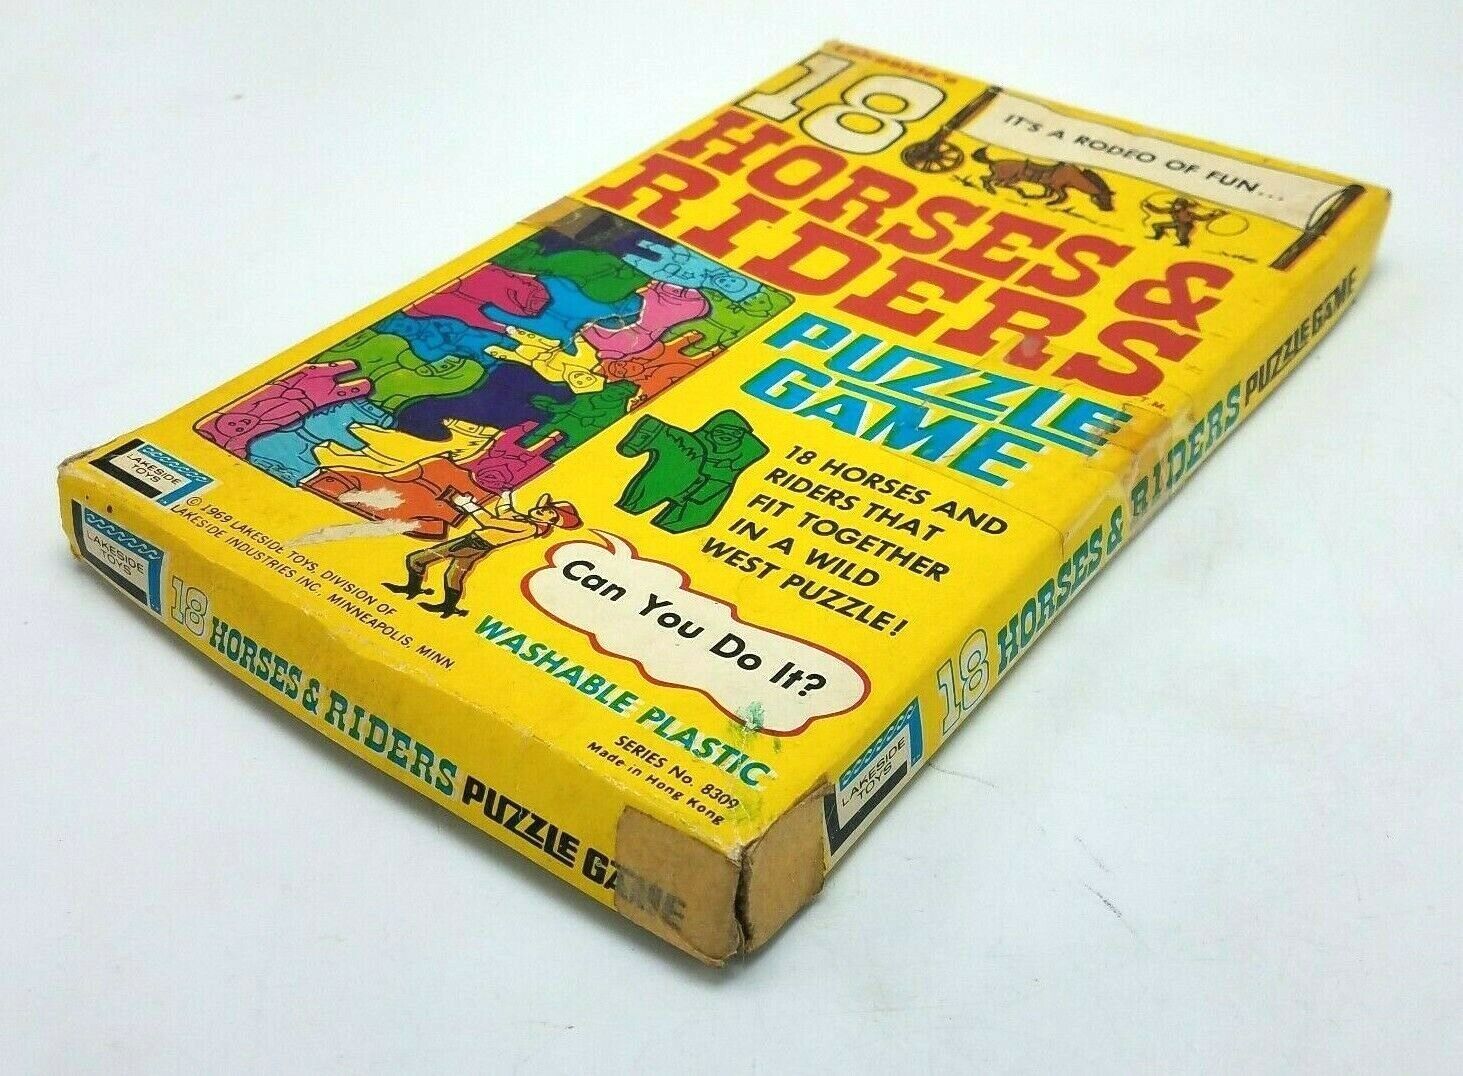 Lakeside's
18
HORSES &
RIDERS
T.M.
PUZZLE
GAME
IT'S A RODEO OF FUN...
18 HORSES AND
RIDERS THAT
FIT TOGETHER
IN A WILD
WEST PUZZLE!
Can You Do It?
WASHABLE PLASTIC
SERIES No. 8309
Made in Hong Kong
LAKESIDE
TOYS
© 1969 LAKESIDE TOYS, DIVISION OF
LAKESIDE INDUSTRIES INC., MINNEAPOLIS, MINN.
LAKESIDE
TOYS
18 HORSES & RIDERS PUZZLE GAME
LAKESIDE
TOYS
18 HORSES & RIDERS PUZZLE GAME